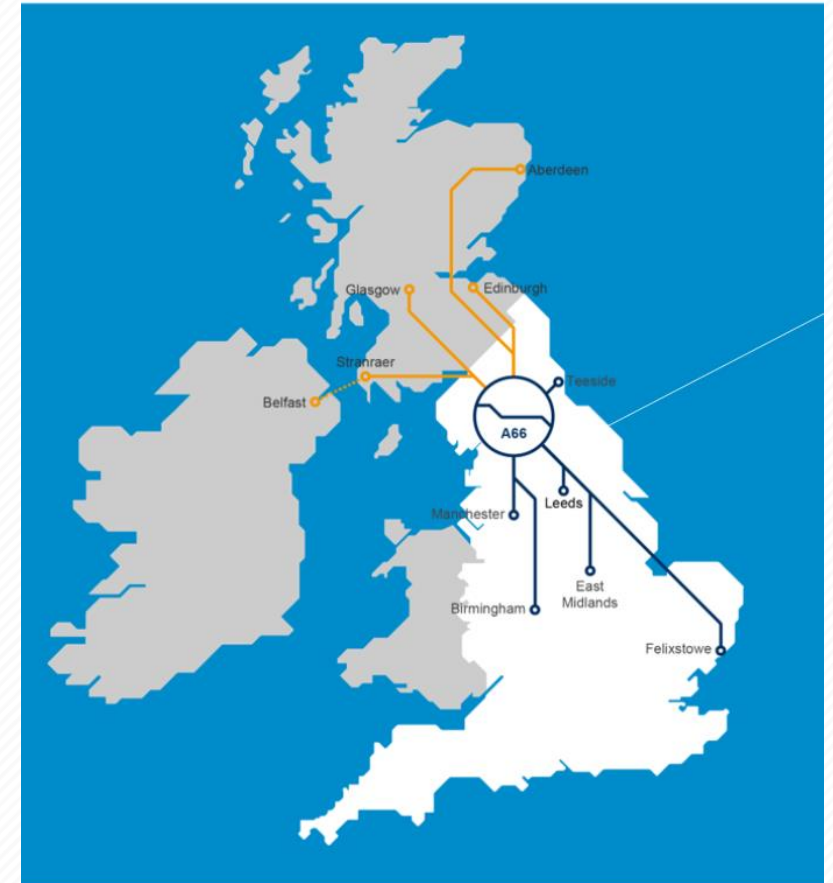 Aberdeen
Glasgow
Edinburgh
Stranraer
Teeside
Belfast
A66
Leeds
Manchester
East
Midlands
Birmingham
Felixstowe